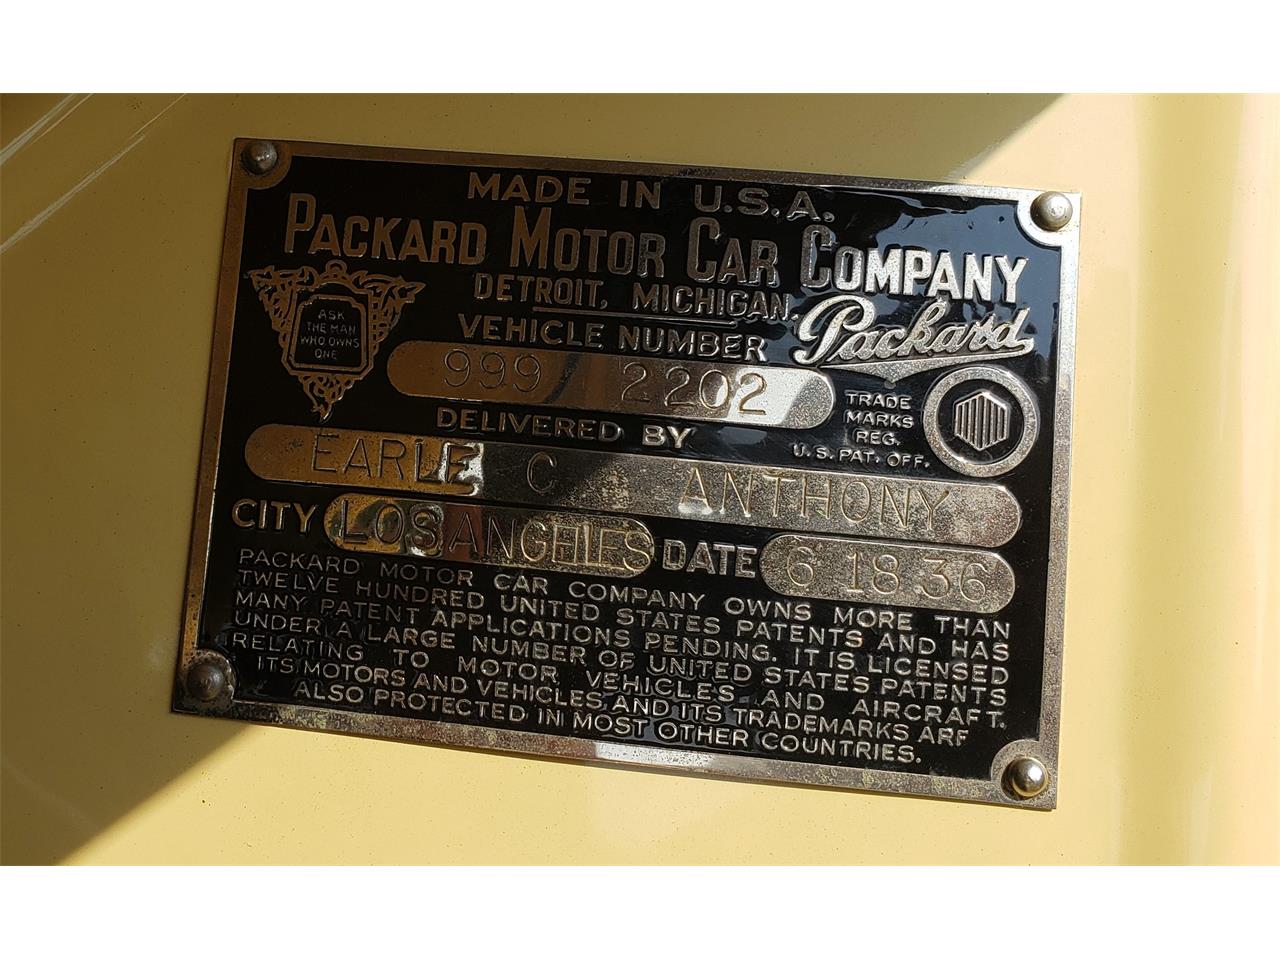 MADE IN U.S.A.
PACKARD MOTOR CAR COMPANY
DETROIT, MICHIGAN.
ASK
THE MAN
WHO OWNS
ONE
VEHICLE NUMBER
Packard
999 2202
TRADE
MARKS
REG.
U.S. PAT. OFF.
DELIVERED BY
EARLE C ANTHONY
CITY LOS ANGELES DATE 6 18 36
PACKARD MOTOR CAR COMPANY OWNS MORE THAN
TWELVE HUNDRED UNITED STATES PATENTS AND HAS
MANY PATENT APPLICATIONS PENDING. IT IS LICENSED
UNDER A LARGE NUMBER OF UNITED STATES PATENTS
RELATING TO MOTOR VEHICLES AND AIRCRAFT.
ITS MOTORS AND VEHICLES, AND ITS TRADEMARKS ARE
ALSO PROTECTED IN MOST OTHER COUNTRIES.